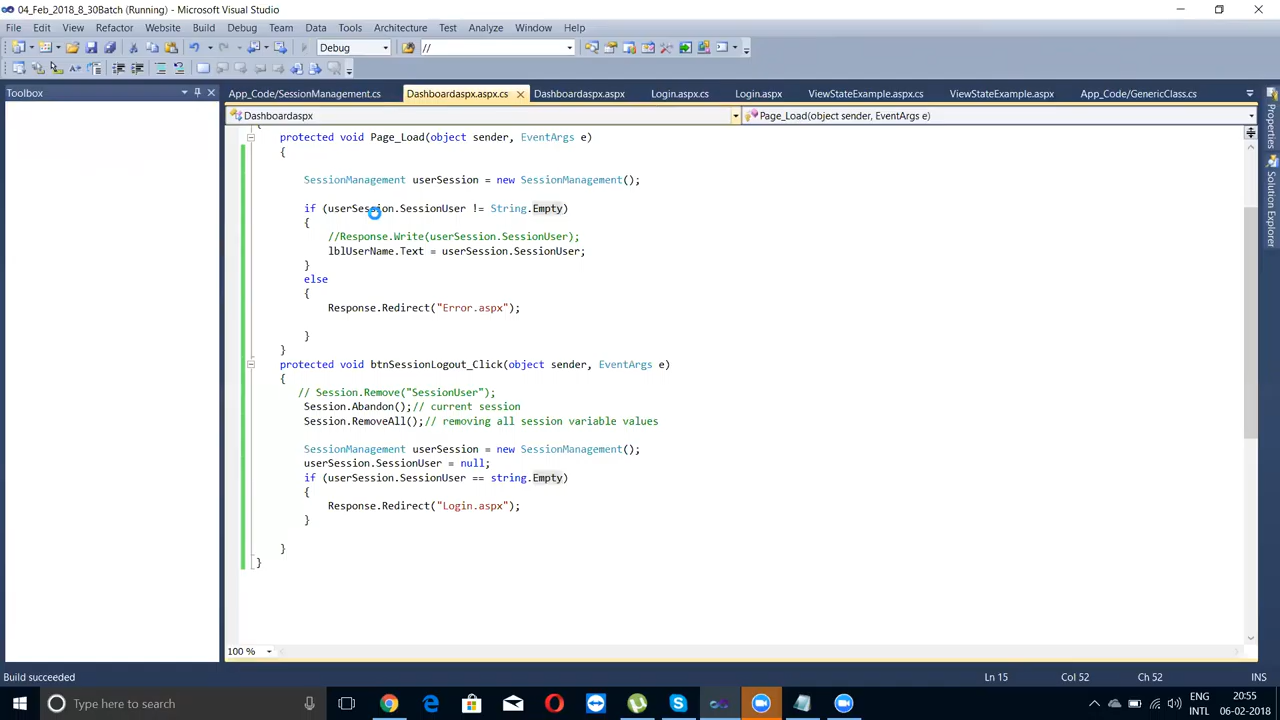 04_Feb_2018_8_30Batch (Running) - Microsoft Visual Studio
File Edit View Refactor Website Build Debug Team Data Tools Architecture Test Analyze Window Help
Debug //
Toolbox
App_Code/SessionManagement.cs Dashboardaspx.aspx.cs Dashboardaspx.aspx Login.aspx.cs Login.aspx ViewStateExample.aspx.cs ViewStateExample.aspx App_Code/GenericClass.cs
Dashboardaspx Page_Load(object sender, EventArgs e)
{
protected void Page_Load(object sender, EventArgs e)
{
SessionManagement userSession = new SessionManagement();
if (userSession.SessionUser != String.Empty)
{
//Response.Write(userSession.SessionUser);
lblUserName.Text = userSession.SessionUser;
}
else
{
Response.Redirect("Error.aspx");
}
}
protected void btnSessionLogout_Click(object sender, EventArgs e)
{
// Session.Remove("SessionUser");
Session.Abandon();// current session
Session.RemoveAll();// removing all session variable values
SessionManagement userSession = new SessionManagement();
userSession.SessionUser = null;
if (userSession.SessionUser == string.Empty)
{
Response.Redirect("Login.aspx");
}
}
}
Properties
Solution Explorer
100 %
Build succeeded Ln 15 Col 52 Ch 52 INS
Type here to search
ENG 20:55
INTL 06-02-2018